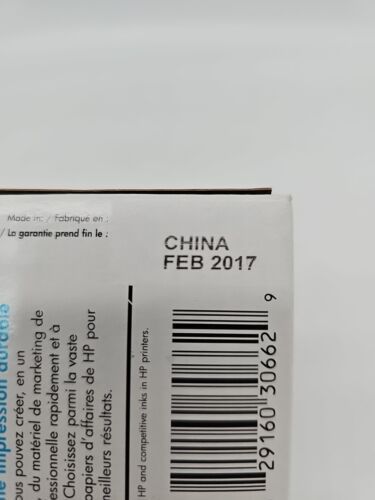 Made in: / Fabriqué en :
/ La garantie prend fin le :
CHINA
FEB 2017
e impression durable
ous pouvez créer, en un
du matériel de marketing de
essionnelle rapidement et à
Choisissez parmi la vaste
papiers d'affaires de HP pour
meilleurs résultats.
HP and competitive inks in HP printers.
29160 30662 9